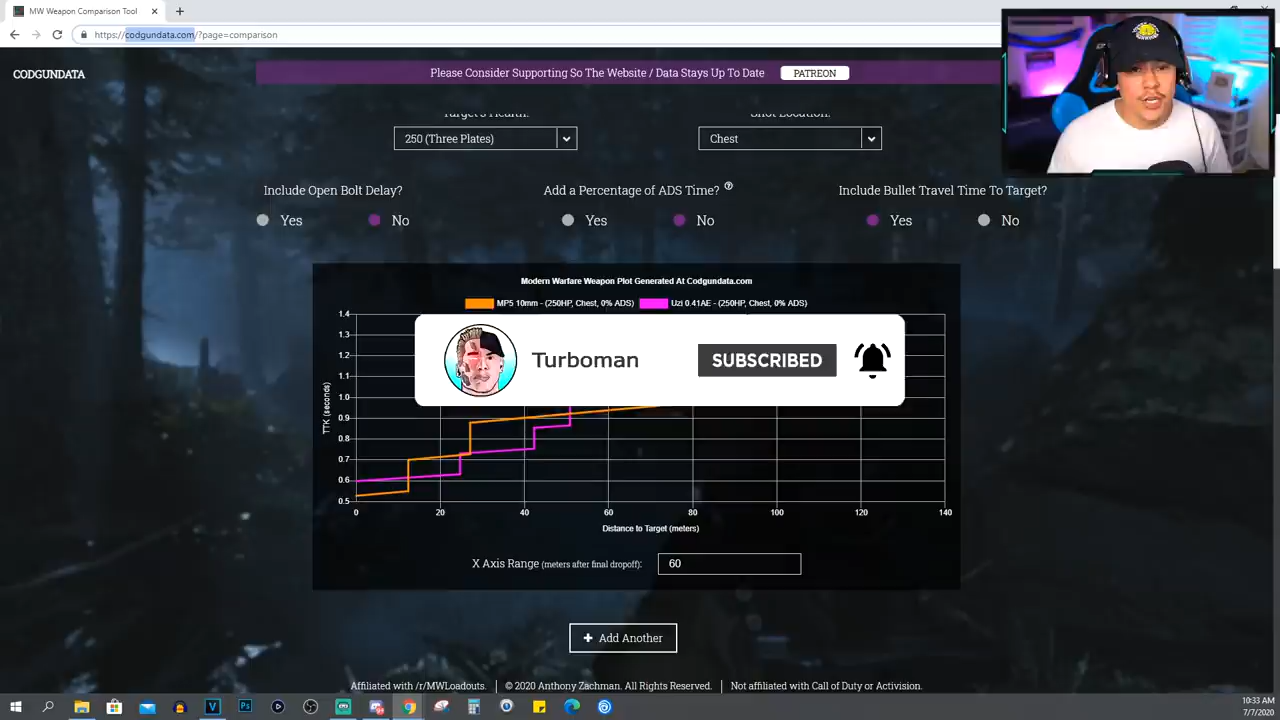 MW Weapon Comparison Tool
https://codgundata.com/?page=comparison
CODGUNDATA
Please Consider Supporting So The Website / Data Stays Up To Date
PATREON
Target's Health: Shot Location:
250 (Three Plates) Chest
Include Open Bolt Delay? Add a Percentage of ADS Time? Include Bullet Travel Time To Target?
Yes No Yes No Yes No
Modern Warfare Weapon Plot Generated At Codgundata.com
MP5 10mm - (250HP, Chest, 0% ADS) Uzi 0.41AE - (250HP, Chest, 0% ADS)
1.4
1.3
1.2
1.1
1.0
0.9
0.8
0.7
0.6
0.5
TTK (seconds)
Turboman SUBSCRIBED
0 20 40 60 80 100 120 140
Distance to Target (meters)
X Axis Range (meters after final dropoff): 60
+ Add Another
Affiliated with /r/MWLoadouts. © 2020 Anthony Zachman. All Rights Reserved. Not affiliated with Call of Duty or Activision.
10:33 AM
7/7/2020